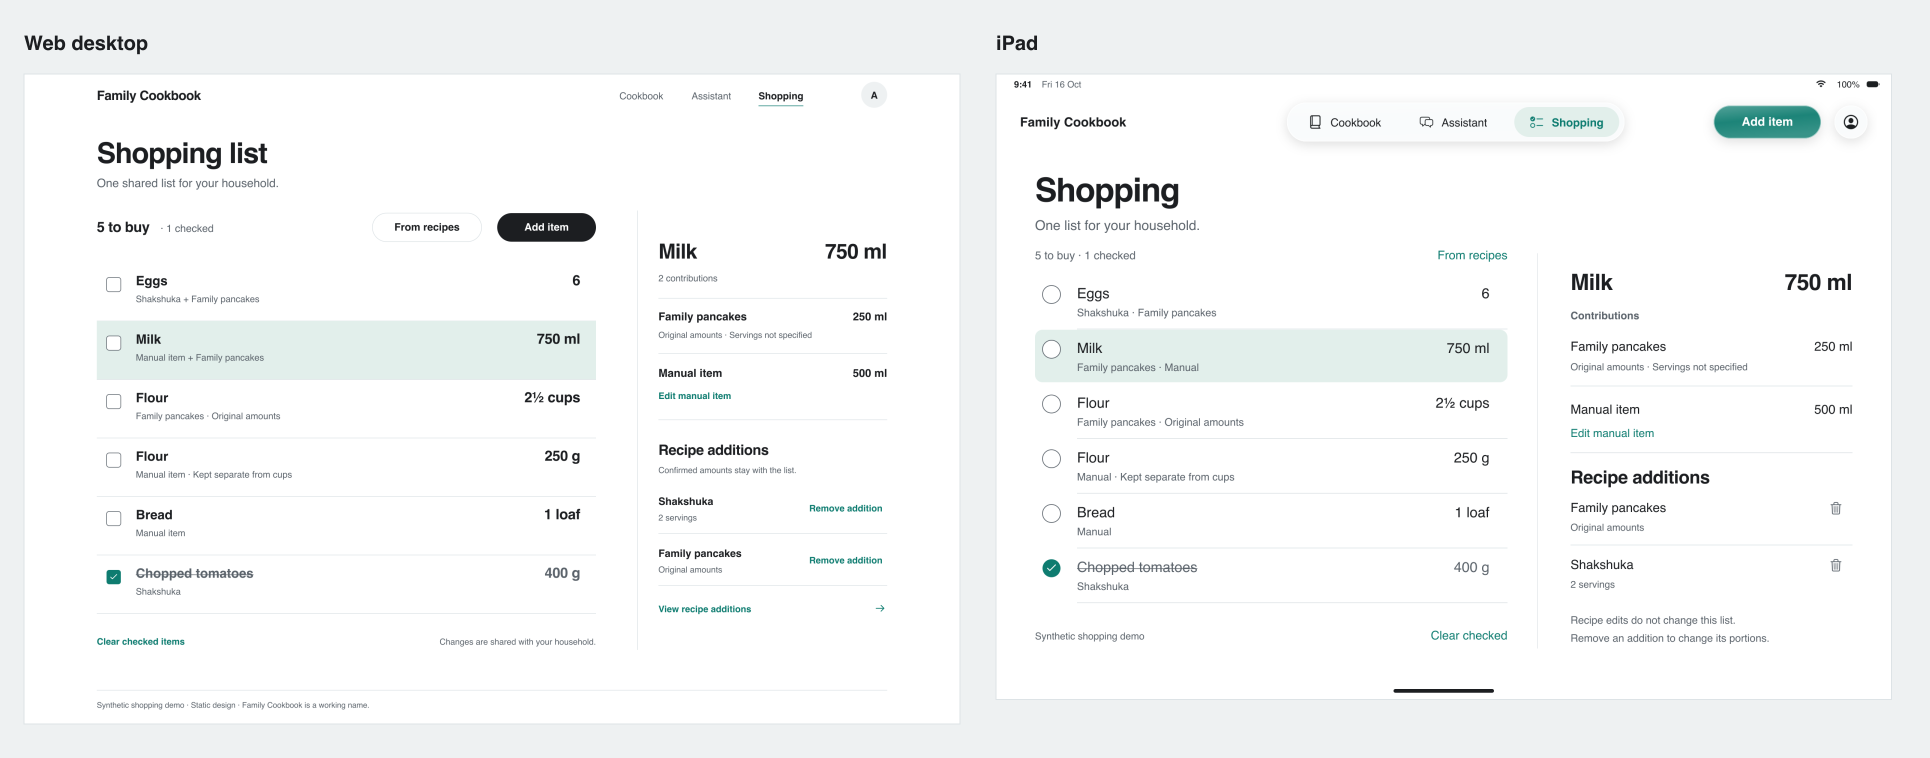 Web desktop
Family Cookbook
Cookbook
Assistant
Shopping
A
Shopping list
One shared list for your household.
5 to buy · 1 checked
From recipes
Add item
Eggs 6
Shakshuka + Family pancakes
Milk 750 ml
Manual item + Family pancakes
Flour 2½ cups
Family pancakes · Original amounts
Flour 250 g
Manual item · Kept separate from cups
Bread 1 loaf
Manual item
Chopped tomatoes 400 g
Shakshuka
Clear checked items
Changes are shared with your household.
Milk 750 ml
2 contributions
Family pancakes 250 ml
Original amounts · Servings not specified
Manual item 500 ml
Edit manual item
Recipe additions
Confirmed amounts stay with the list.
Shakshuka
2 servings
Remove addition
Family pancakes
Original amounts
Remove addition
View recipe additions
Synthetic shopping demo · Static design · Family Cookbook is a working name.
iPad
9:41 Fri 16 Oct
100%
Family Cookbook
Cookbook
Assistant
Shopping
Add item
Shopping
One list for your household.
5 to buy · 1 checked
From recipes
Eggs 6
Shakshuka · Family pancakes
Milk 750 ml
Family pancakes · Manual
Flour 2½ cups
Family pancakes · Original amounts
Flour 250 g
Manual · Kept separate from cups
Bread 1 loaf
Manual
Chopped tomatoes 400 g
Shakshuka
Synthetic shopping demo
Clear checked
Milk 750 ml
Contributions
Family pancakes 250 ml
Original amounts · Servings not specified
Manual item 500 ml
Edit manual item
Recipe additions
Family pancakes
Original amounts
Shakshuka
2 servings
Recipe edits do not change this list.
Remove an addition to change its portions.